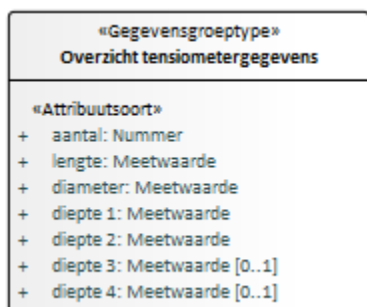 «Gegevensgroeptype»
Overzicht tensiometergegevens
«Attribuutsoort»
+ aantal: Nummer
+ lengte: Meetwaarde
+ diameter: Meetwaarde
+ diepte 1: Meetwaarde
+ diepte 2: Meetwaarde
+ diepte 3: Meetwaarde [0..1]
+ diepte 4: Meetwaarde [0..1]